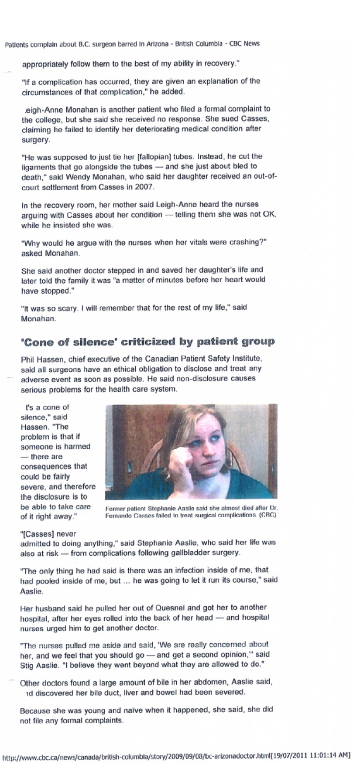 Patients complain about B.C. surgeon barred in Arizona - British Columbia - CBC News
appropriately follow them to the best of my ability in recovery."
"If a complication has occurred, they are given an explanation of the
circumstances of that complication," he added.
.eigh-Anne Monahan is another patient who filed a formal complaint to
the college, but she said she received no response. She sued Casses,
claiming he failed to identify her deteriorating medical condition after
surgery.
"He was supposed to just tie her [fallopian] tubes. Instead, he cut the
ligaments that go alongside the tubes — and she just about bled to
death," said Wendy Monahan, who said her daughter received an out-of-
court settlement from Casses in 2007.
In the recovery room, her mother said Leigh-Anne heard the nurses
arguing with Casses about her condition — telling them she was not OK,
while he insisted she was.
"Why would he argue with the nurses when her vitals were crashing?"
asked Monahan.
She said another doctor stepped in and saved her daughter's life and
later told the family it was "a matter of minutes before her heart would
have stopped."
"It was so scary. I will remember that for the rest of my life," said
Monahan.
'Cone of silence' criticized by patient group
Phil Hassen, chief executive of the Canadian Patient Safety Institute,
said all surgeons have an ethical obligation to disclose and treat any
adverse event as soon as possible. He said non-disclosure causes
serious problems for the health care system.
t's a cone of
silence," said
Hassen. "The
problem is that if
someone is harmed
— there are
consequences that
could be fairly
severe, and therefore
the disclosure is to
be able to take care
of it right away."
Former patient Stephanie Aaslie said she almost died after Dr.
Fernando Casses failed to treat surgical complications. (CBC)
"[Casses] never
admitted to doing anything," said Stephanie Aaslie, who said her life was
also at risk — from complications following gallbladder surgery.
"The only thing he had said is there was an infection inside of me, that
had pooled inside of me, but ... he was going to let it run its course," said
Aaslie.
Her husband said he pulled her out of Quesnel and got her to another
hospital, after her eyes rolled into the back of her head — and hospital
nurses urged him to get another doctor.
"The nurses pulled me aside and said, 'We are really concerned about
her, and we feel that you should go — and get a second opinion,'" said
Stig Aaslie. "I believe they went beyond what they are allowed to do."
Other doctors found a large amount of bile in her abdomen, Aaslie said,
ıd discovered her bile duct, liver and bowel had been severed.
Because she was young and naïve when it happened, she said, she did
not file any formal complaints.
http://www.cbc.ca/news/canada/british-columbia/story/2009/09/08/bc-arizonadoctor.html[19/07/2011 11:01:14 AM]